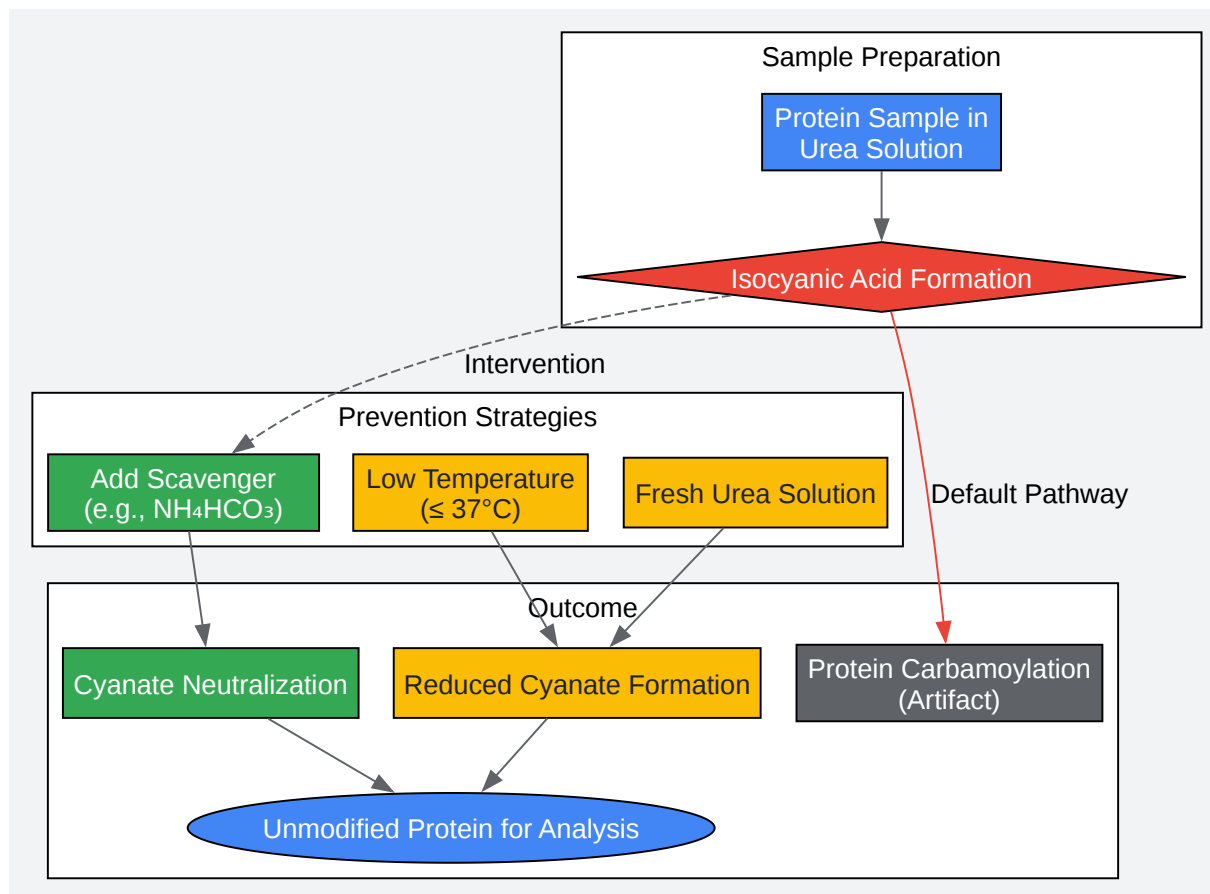 Sample Preparation
Protein Sample in
Urea Solution
Isocyanic Acid Formation
Intervention
Prevention Strategies
Add Scavenger
(e.g., NH₄HCO₃)
Low Temperature
(≤ 37°C)
Fresh Urea Solution
Default Pathway
Outcome
Cyanate Neutralization
Reduced Cyanate Formation
Protein Carbamoylation
(Artifact)
Unmodified Protein for Analysis